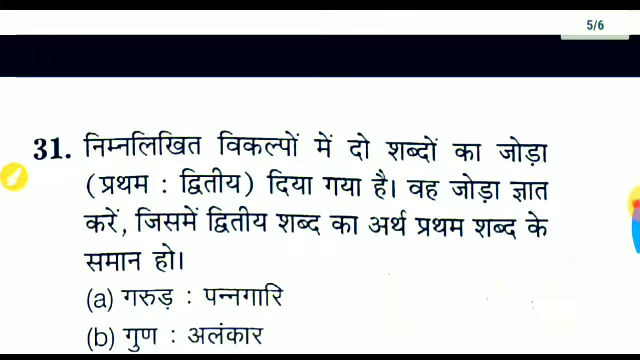 5/6
31. निम्नलिखित विकल्पों में दो शब्दों का जोड़ा
(प्रथम : द्वितीय) दिया गया है। वह जोड़ा ज्ञात
करें, जिसमें द्वितीय शब्द का अर्थ प्रथम शब्द के
समान हो।
(a) गरुड़ : पन्नगारि
(b) गुण : अलंकार